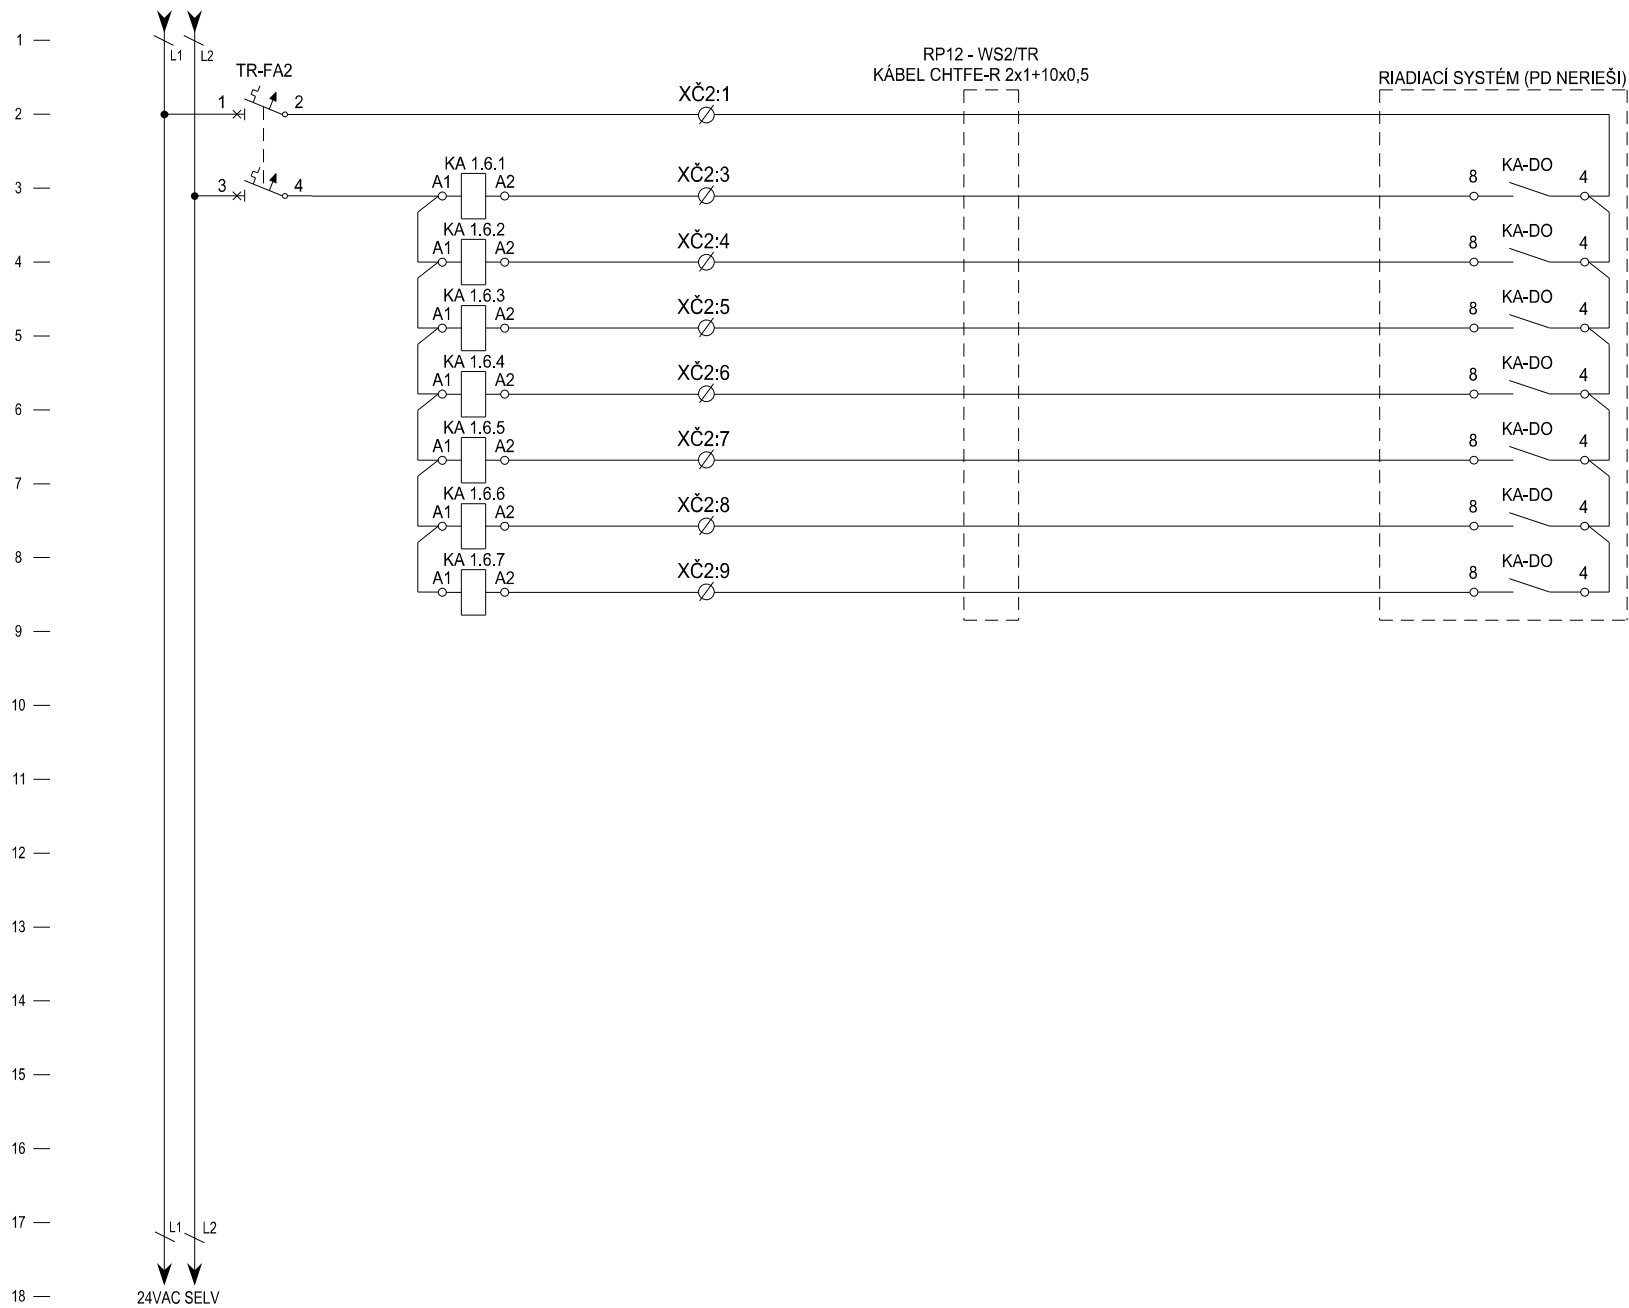 1
L1 L2
TR-FA2
RP12 - WS2/TR
KÁBEL CHTFE-R 2x1+10x0,5
RIADIACÍ SYSTÉM (PD NERIEŠI)
2
1 2
XČ2:1
3
3 4
KA 1.6.1
A1 A2
XČ2:3
8 KA-DO 4
4
KA 1.6.2
A1 A2
XČ2:4
8 KA-DO 4
5
KA 1.6.3
A1 A2
XČ2:5
8 KA-DO 4
6
KA 1.6.4
A1 A2
XČ2:6
8 KA-DO 4
7
KA 1.6.5
A1 A2
XČ2:7
8 KA-DO 4
KA 1.6.6
A1 A2
XČ2:8
8 KA-DO 4
8
KA 1.6.7
A1 A2
XČ2:9
8 KA-DO 4
9
10
11
12
13
14
15
16
17
L1 L2
18
24VAC SELV